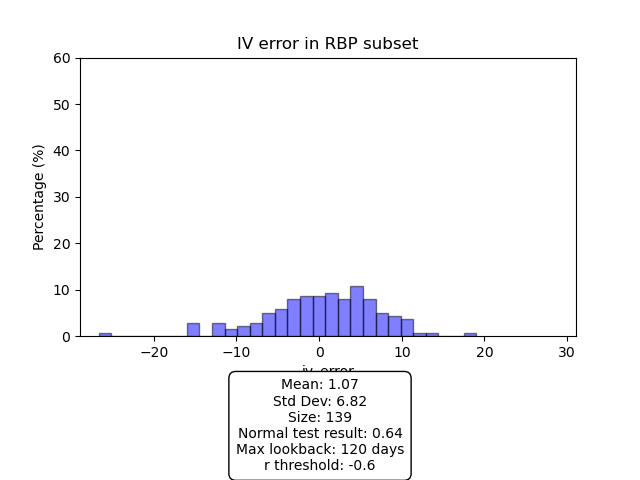 IV error in RBP subset
60
50
40
30
20
10
0
Percentage (%)
−20
−10
0
10
20
30
iv_error
Mean: 1.07
Std Dev: 6.82
Size: 139
Normal test result: 0.64
Max lookback: 120 days
r threshold: -0.6